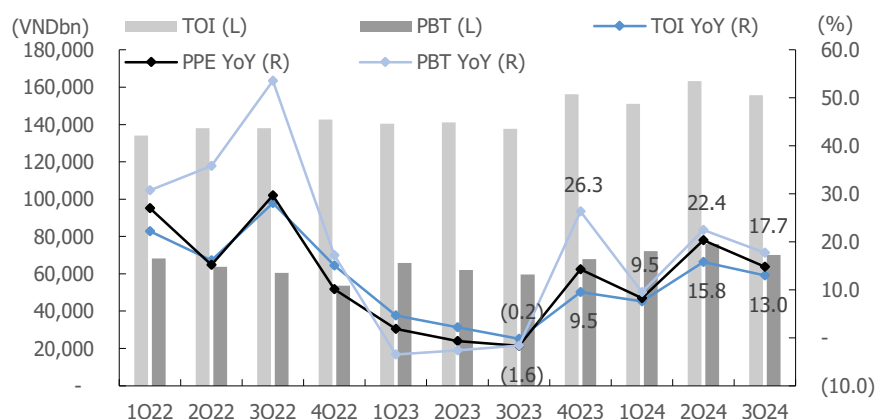 (VNDbn) TOI (L) PBT (L) TOI YoY (R) (%)
PPE YoY (R) PBT YoY (R)
180,000 60.0
160,000 50.0
140,000 40.0
120,000 30.0
100,000 20.0
80,000 10.0
60,000 -
40,000 (10.0)
20,000
-
26.3 22.4 17.7
9.5
(0.2) 9.5 15.8 13.0
(1.6)
1Q22 2Q22 3Q22 4Q22 1Q23 2Q23 3Q23 4Q23 1Q24 2Q24 3Q24